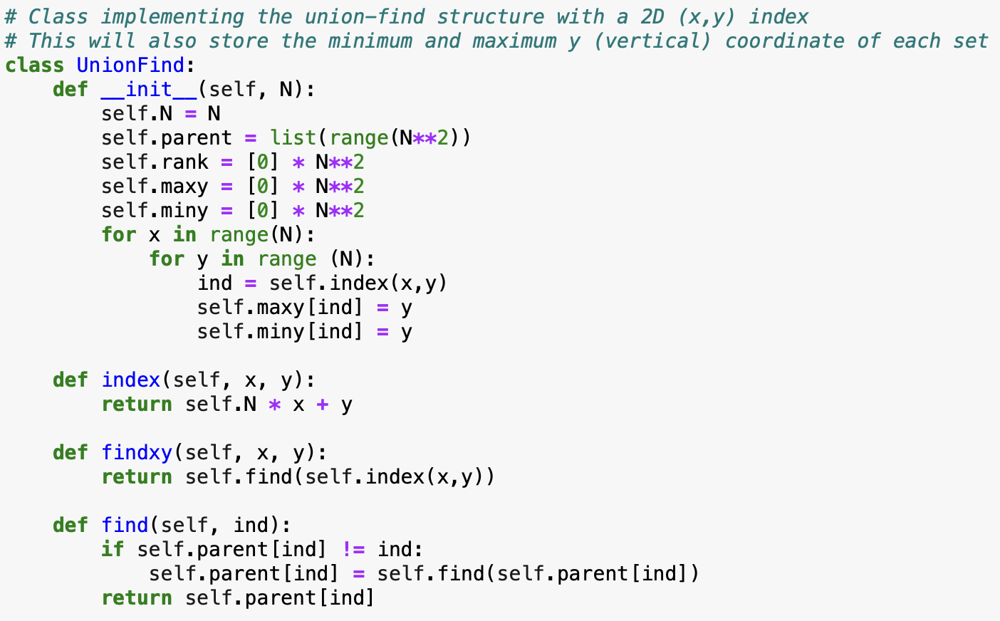 # Class implementing the union-find structure with a 2D (x,y) index
# This will also store the minimum and maximum y (vertical) coordinate of each set
class UnionFind:
    def __init__(self, N):
        self.N = N
        self.parent = list(range(N**2))
        self.rank = [0] * N**2
        self.maxy = [0] * N**2
        self.miny = [0] * N**2
        for x in range(N):
            for y in range (N):
                ind = self.index(x,y)
                self.maxy[ind] = y
                self.miny[ind] = y

    def index(self, x, y):
        return self.N * x + y

    def findxy(self, x, y):
        return self.find(self.index(x,y))

    def find(self, ind):
        if self.parent[ind] != ind:
            self.parent[ind] = self.find(self.parent[ind])
        return self.parent[ind]